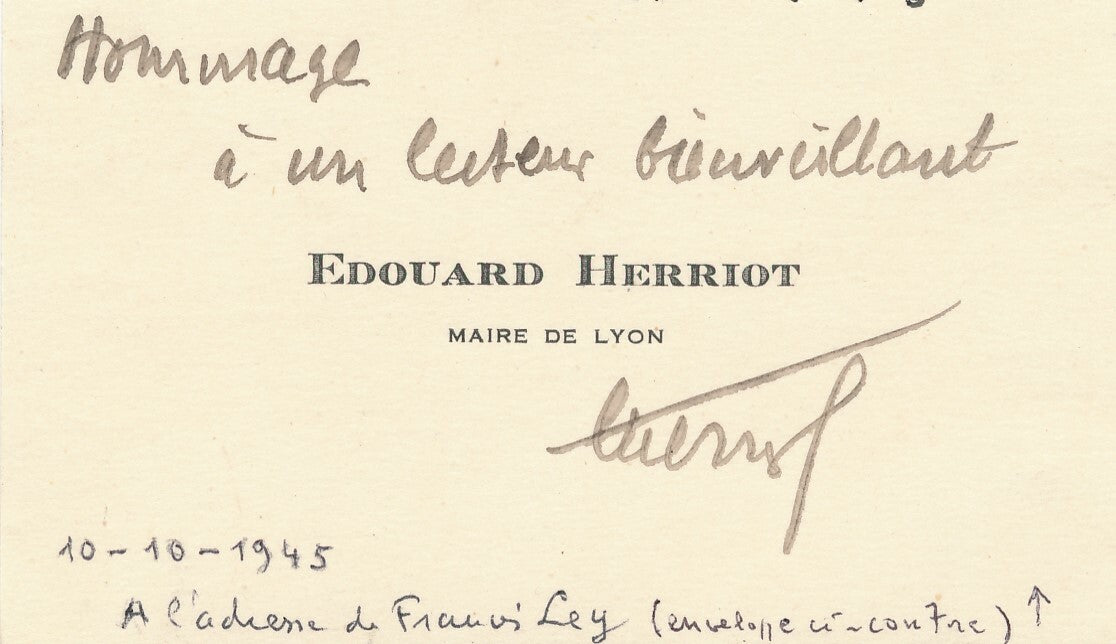 Hommage
à un lecteur bienveillant
EDOUARD HERRIOT
MAIRE DE LYON
Herriot
10-10-1945
A l'adresse de Francis Ley (enveloppe ci-contre) ↑